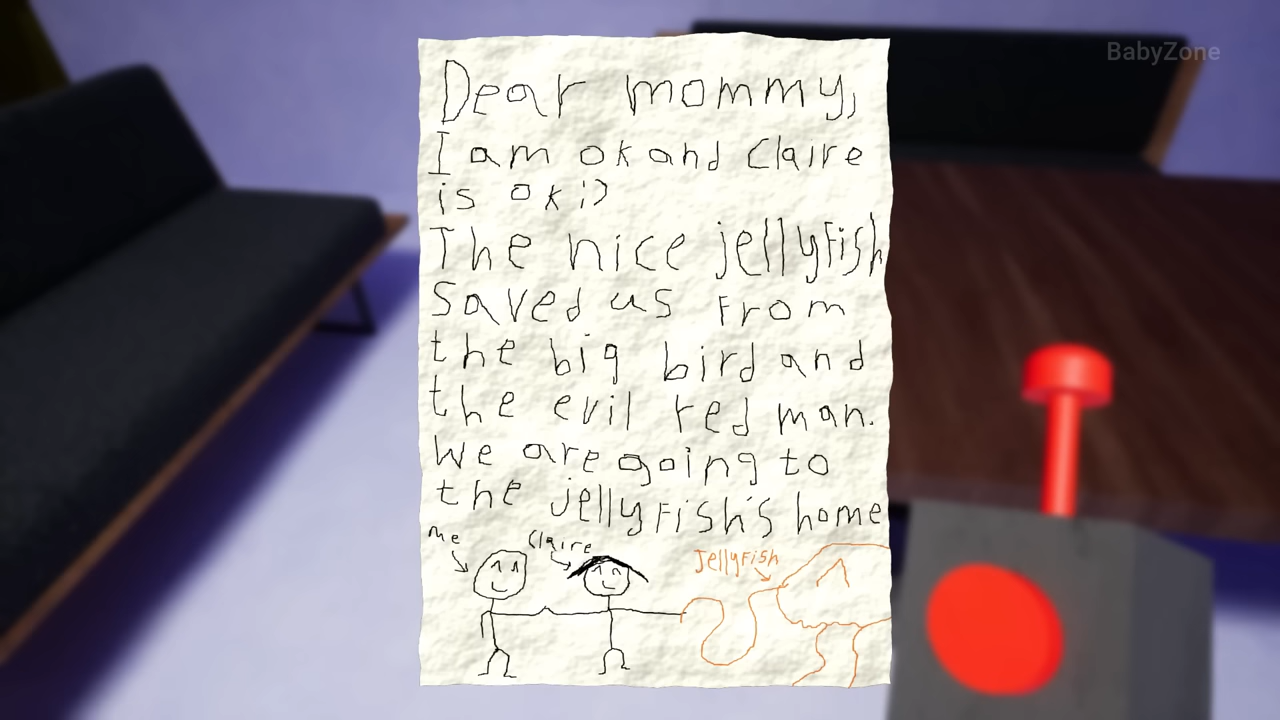 BabyZone
Dear mommy,
I am ok and Claire
is ok :)
The nice jellyfish
saved us from
the big bird and
the evil red man.
We are going to
the jellyfish's home
Me
Claire
Jellyfish